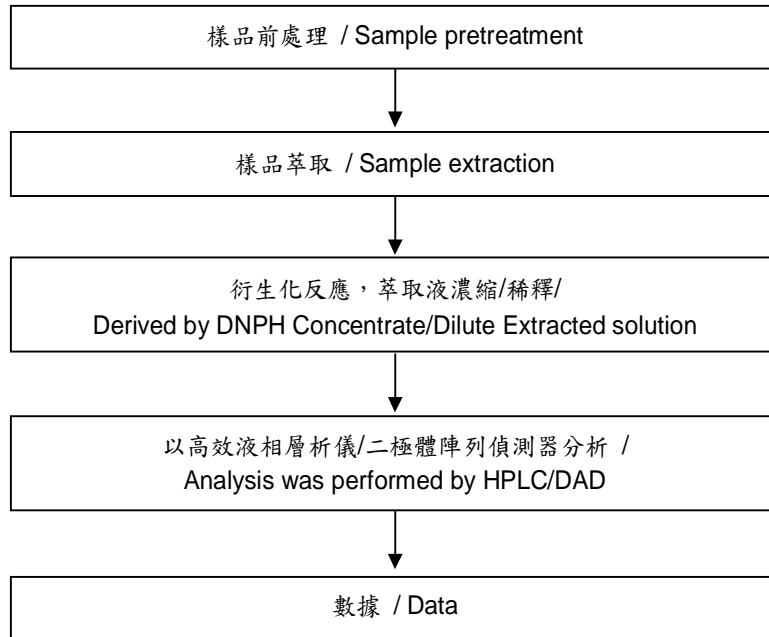 樣品前處理 / Sample pretreatment
樣品萃取 / Sample extraction
衍生化反應，萃取液濃縮/稀釋/
Derived by DNPH Concentrate/Dilute Extracted solution
以高效液相層析儀/二極體陣列偵測器分析 /
Analysis was performed by HPLC/DAD
數據 / Data